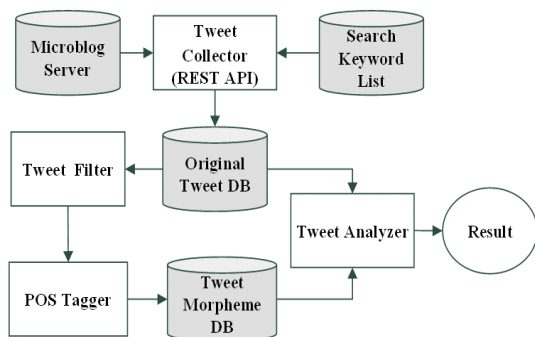 Microblog
Server
Tweet
Collector
(REST API)
Search
Keyword
List
Tweet Filter
Original
Tweet DB
Tweet Analyzer
Result
POS Tagger
Tweet
Morpheme
DB